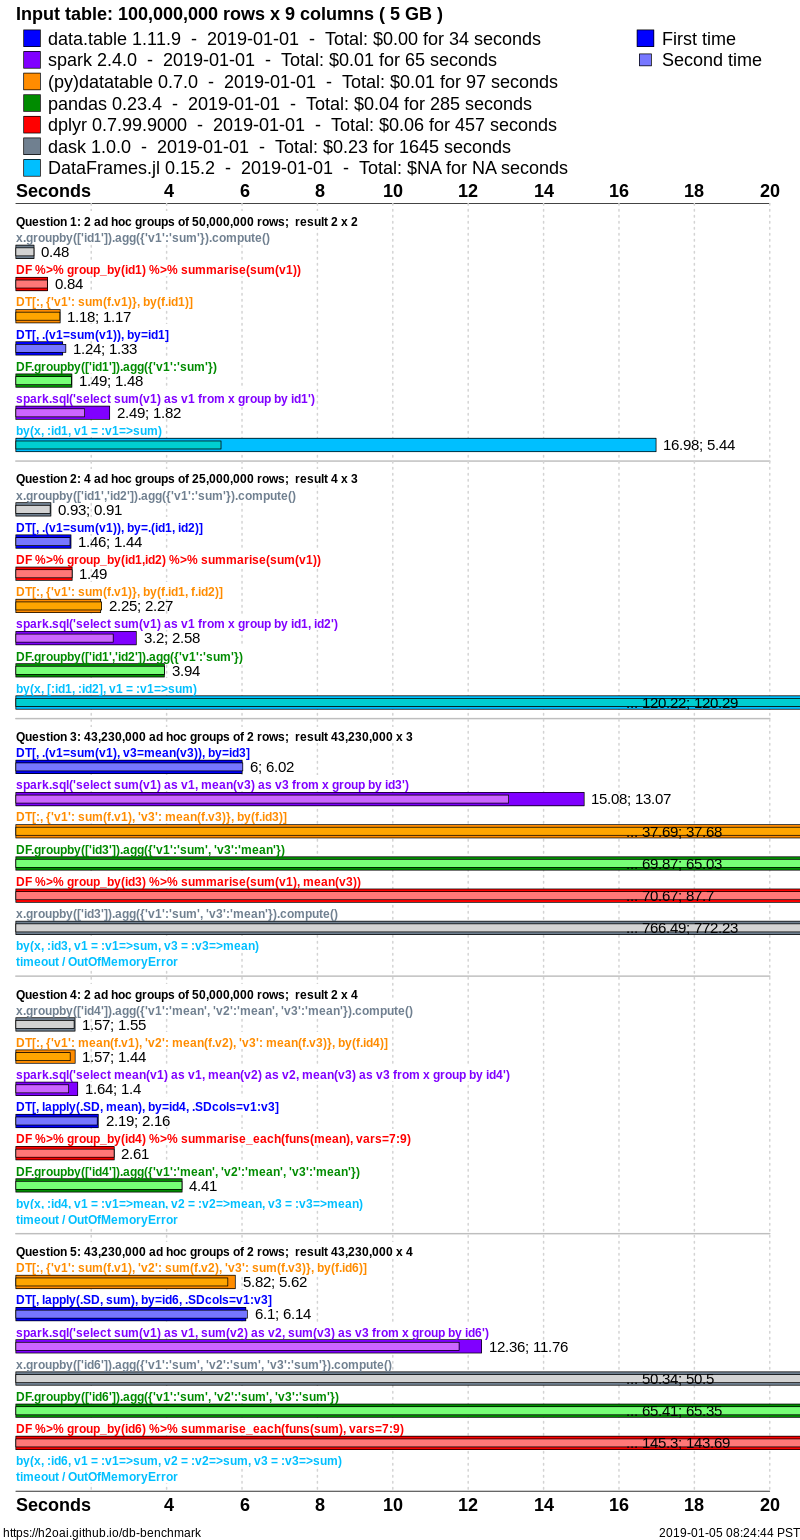 Input table: 100,000,000 rows x 9 columns ( 5 GB )
data.table 1.11.9 - 2019-01-01 - Total: $0.00 for 34 seconds
First time
spark 2.4.0 - 2019-01-01 - Total: $0.01 for 65 seconds
Second time
(py)datatable 0.7.0 - 2019-01-01 - Total: $0.01 for 97 seconds
pandas 0.23.4 - 2019-01-01 - Total: $0.04 for 285 seconds
dplyr 0.7.99.9000 - 2019-01-01 - Total: $0.06 for 457 seconds
dask 1.0.0 - 2019-01-01 - Total: $0.23 for 1645 seconds
DataFrames.jl 0.15.2 - 2019-01-01 - Total: $NA for NA seconds
Seconds 4 6 8 10 12 14 16 18 20
Question 1: 2 ad hoc groups of 50,000,000 rows; result 2 x 2
x.groupby(['id1']).agg({'v1':'sum'}).compute()
0.48
DF %>% group_by(id1) %>% summarise(sum(v1))
0.84
DT[:, {'v1': sum(f.v1)}, by(f.id1)]
1.18; 1.17
DT[, .(v1=sum(v1)), by=id1]
1.24; 1.33
DF.groupby(['id1']).agg({'v1':'sum'})
1.49; 1.48
spark.sql('select sum(v1) as v1 from x group by id1')
2.49; 1.82
by(x, :id1, v1 = :v1=>sum)
16.98; 5.44
Question 2: 4 ad hoc groups of 25,000,000 rows; result 4 x 3
x.groupby(['id1','id2']).agg({'v1':'sum'}).compute()
0.93; 0.91
DT[, .(v1=sum(v1)), by=.(id1, id2)]
1.46; 1.44
DF %>% group_by(id1,id2) %>% summarise(sum(v1))
1.49
DT[:, {'v1': sum(f.v1)}, by(f.id1, f.id2)]
2.25; 2.27
spark.sql('select sum(v1) as v1 from x group by id1, id2')
3.2; 2.58
DF.groupby(['id1','id2']).agg({'v1':'sum'})
3.94
by(x, [:id1, :id2], v1 = :v1=>sum)
... 120.22; 120.29
Question 3: 43,230,000 ad hoc groups of 2 rows; result 43,230,000 x 3
DT[, .(v1=sum(v1), v3=mean(v3)), by=id3]
6; 6.02
spark.sql('select sum(v1) as v1, mean(v3) as v3 from x group by id3')
15.08; 13.07
DT[:, {'v1': sum(f.v1), 'v3': mean(f.v3)}, by(f.id3)]
... 37.69; 37.68
DF.groupby(['id3']).agg({'v1':'sum', 'v3':'mean'})
... 69.87; 65.03
DF %>% group_by(id3) %>% summarise(sum(v1), mean(v3))
... 70.67; 87.7
x.groupby(['id3']).agg({'v1':'sum', 'v3':'mean'}).compute()
... 766.49; 772.23
by(x, :id3, v1 = :v1=>sum, v3 = :v3=>mean)
timeout / OutOfMemoryError
Question 4: 2 ad hoc groups of 50,000,000 rows; result 2 x 4
x.groupby(['id4']).agg({'v1':'mean', 'v2':'mean', 'v3':'mean'}).compute()
1.57; 1.55
DT[:, {'v1': mean(f.v1), 'v2': mean(f.v2), 'v3': mean(f.v3)}, by(f.id4)]
1.57; 1.44
spark.sql('select mean(v1) as v1, mean(v2) as v2, mean(v3) as v3 from x group by id4')
1.64; 1.4
DT[, lapply(.SD, mean), by=id4, .SDcols=v1:v3]
2.19; 2.16
DF %>% group_by(id4) %>% summarise_each(funs(mean), vars=7:9)
2.61
DF.groupby(['id4']).agg({'v1':'mean', 'v2':'mean', 'v3':'mean'})
4.41
by(x, :id4, v1 = :v1=>mean, v2 = :v2=>mean, v3 = :v3=>mean)
timeout / OutOfMemoryError
Question 5: 43,230,000 ad hoc groups of 2 rows; result 43,230,000 x 4
DT[:, {'v1': sum(f.v1), 'v2': sum(f.v2), 'v3': sum(f.v3)}, by(f.id6)]
5.82; 5.62
DT[, lapply(.SD, sum), by=id6, .SDcols=v1:v3]
6.1; 6.14
spark.sql('select sum(v1) as v1, sum(v2) as v2, sum(v3) as v3 from x group by id6')
12.36; 11.76
x.groupby(['id6']).agg({'v1':'sum', 'v2':'sum', 'v3':'sum'}).compute()
... 50.34; 50.5
DF.groupby(['id6']).agg({'v1':'sum', 'v2':'sum', 'v3':'sum'})
... 65.41; 65.35
DF %>% group_by(id6) %>% summarise_each(funs(sum), vars=7:9)
... 145.3; 143.69
by(x, :id6, v1 = :v1=>sum, v2 = :v2=>sum, v3 = :v3=>sum)
timeout / OutOfMemoryError
Seconds 4 6 8 10 12 14 16 18 20
https://h2oai.github.io/db-benchmark
2019-01-05 08:24:44 PST